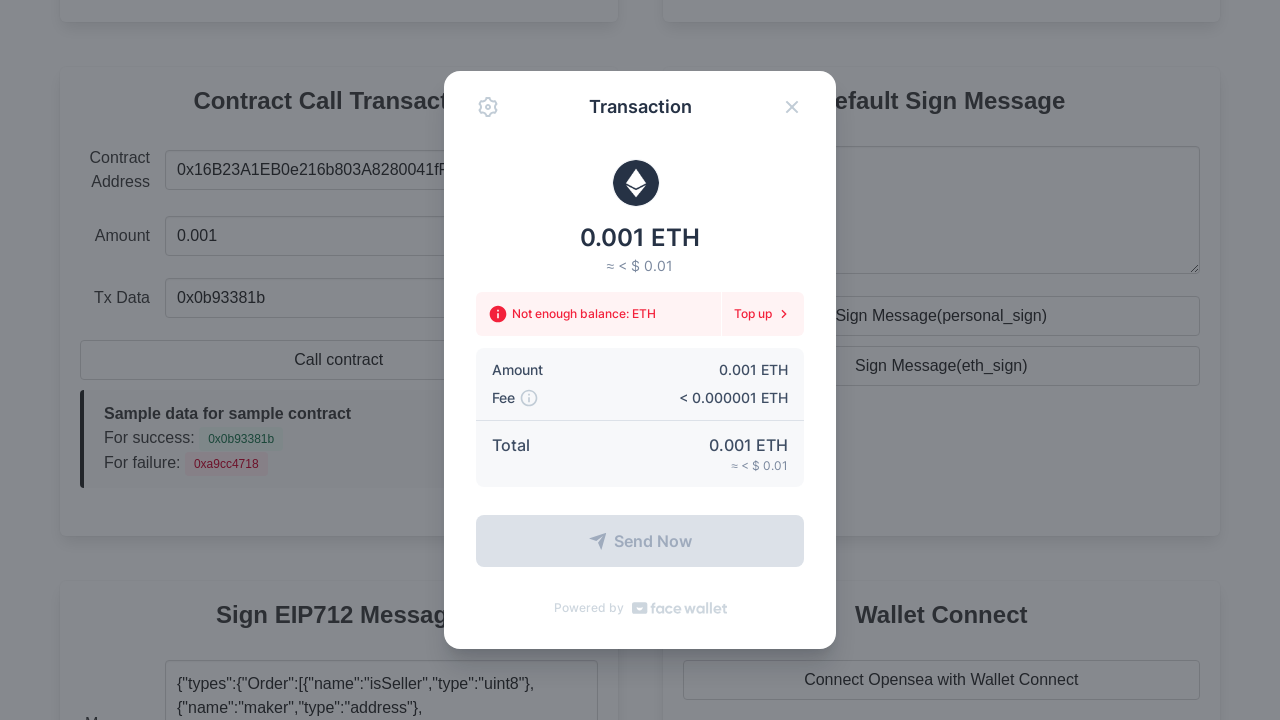 Contract Call Transact
Contract
Address
0x16B23A1EB0e216b803A8280041f
Amount
0.001
Tx Data
0x0b93381b
Call contract
Sample data for sample contract
For success: 0x0b93381b
For failure: 0xa9cc4718
Transaction
0.001 ETH
≈ < $ 0.01
Not enough balance: ETH
Top up
Amount 0.001 ETH
Fee < 0.000001 ETH
Total 0.001 ETH
≈ < $ 0.01
Send Now
Powered by face wallet
efault Sign Message
Sign Message(personal_sign)
Sign Message(eth_sign)
Sign EIP712 Messag
{"types":{"Order":[{"name":"isSeller","type":"uint8"},
{"name":"maker","type":"address"},
Wallet Connect
Connect Opensea with Wallet Connect